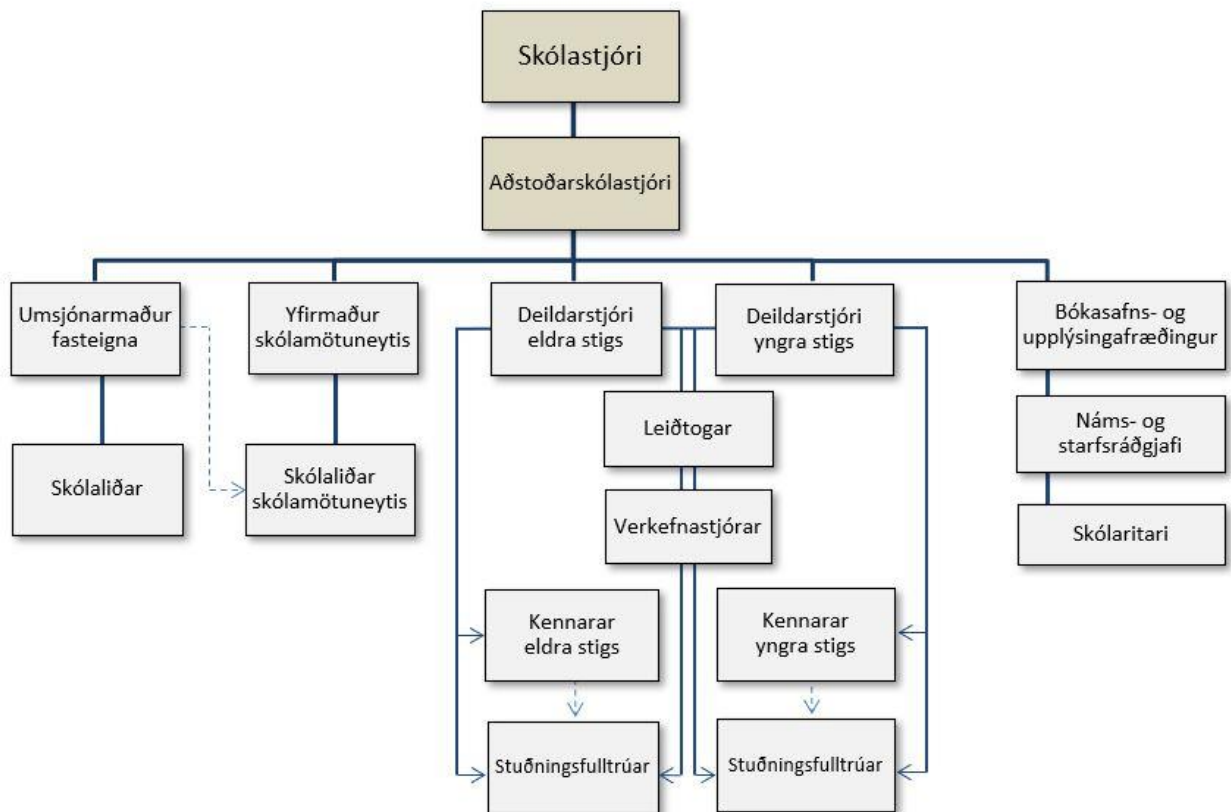 Skólastjóri
Aðstoðarskólastjóri
Umsjónarmaður
fasteigna
Yfirmaður
skólamötuneytis
Deildarstjóri
eldra stigs
Deildarstjóri
yngra stigs
Bókasafns- og
upplýsingafræðingur
Leiðtogar
Náms- og
starfsráðgjafi
Skólaliðar
Skólaliðar
skólamötuneytis
Verkefnastjórar
Skólaritari
Kennarar
eldra stigs
Kennarar
yngra stigs
Stuðningsfulltrúar
Stuðningsfulltrúar